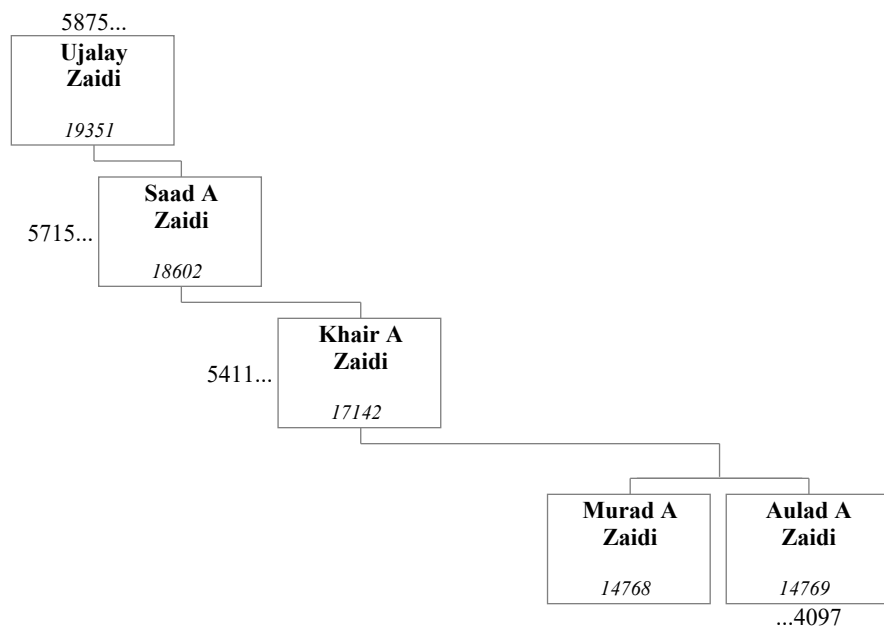 5875...
Ujalay
Zaidi
19351
Saad A
Zaidi
5715...
18602
Khair A
Zaidi
5411...
17142
Murad A
Zaidi
14768
Aulad A
Zaidi
14769
...4097